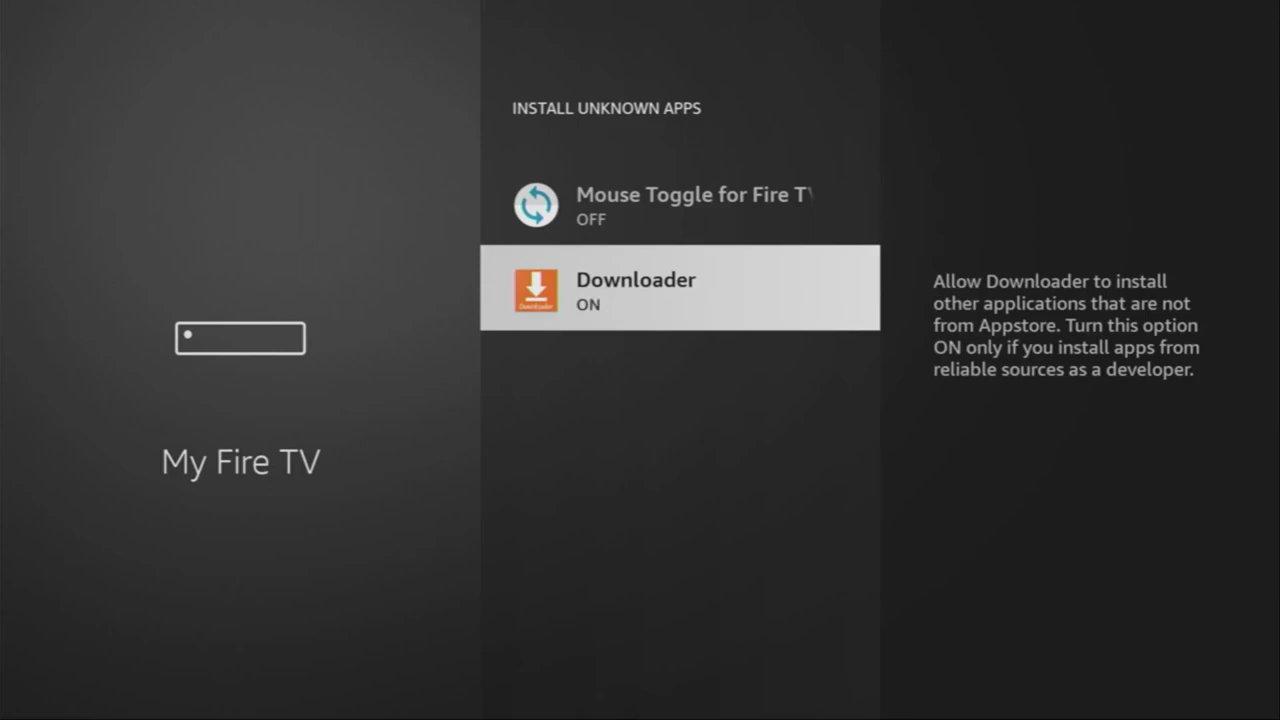 INSTALL UNKNOWN APPS
Mouse Toggle for Fire TV
OFF
Downloader
Downloader
ON
Allow Downloader to install
other applications that are not
from Appstore. Turn this option
ON only if you install apps from
reliable sources as a developer.
My Fire TV